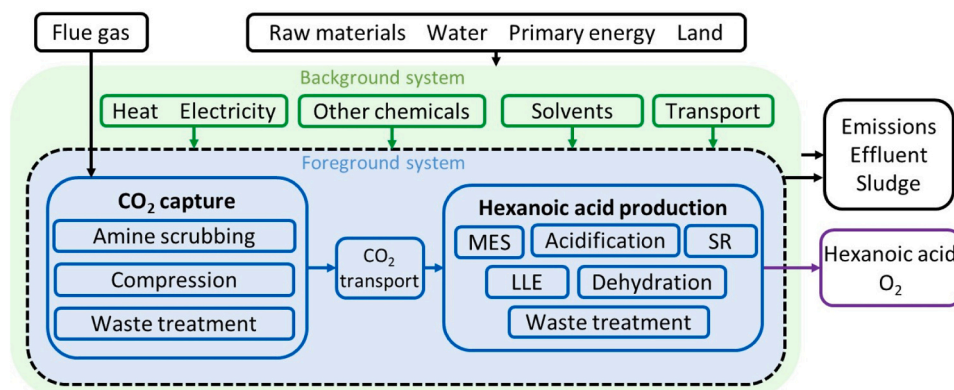 Flue gas
Raw materials Water Primary energy Land
Background system
Heat Electricity
Other chemicals
Solvents
Transport
Foreground system
CO₂ capture
Amine scrubbing
Compression
Waste treatment
CO₂
transport
Hexanoic acid production
MES
Acidification
SR
LLE
Dehydration
Waste treatment
Emissions
Effluent
Sludge
Hexanoic acid
O₂